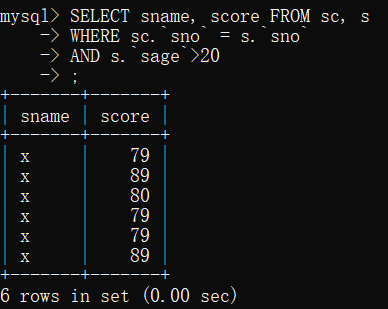 mysql> SELECT sname, score FROM sc, s
    -> WHERE sc.`sno` = s.`sno`
    -> AND s.`sage`>20
    -> ;
+-------+-------+
| sname | score |
+-------+-------+
| x     |    79 |
| x     |    89 |
| x     |    80 |
| x     |    79 |
| x     |    79 |
| x     |    89 |
+-------+-------+
6 rows in set (0.00 sec)